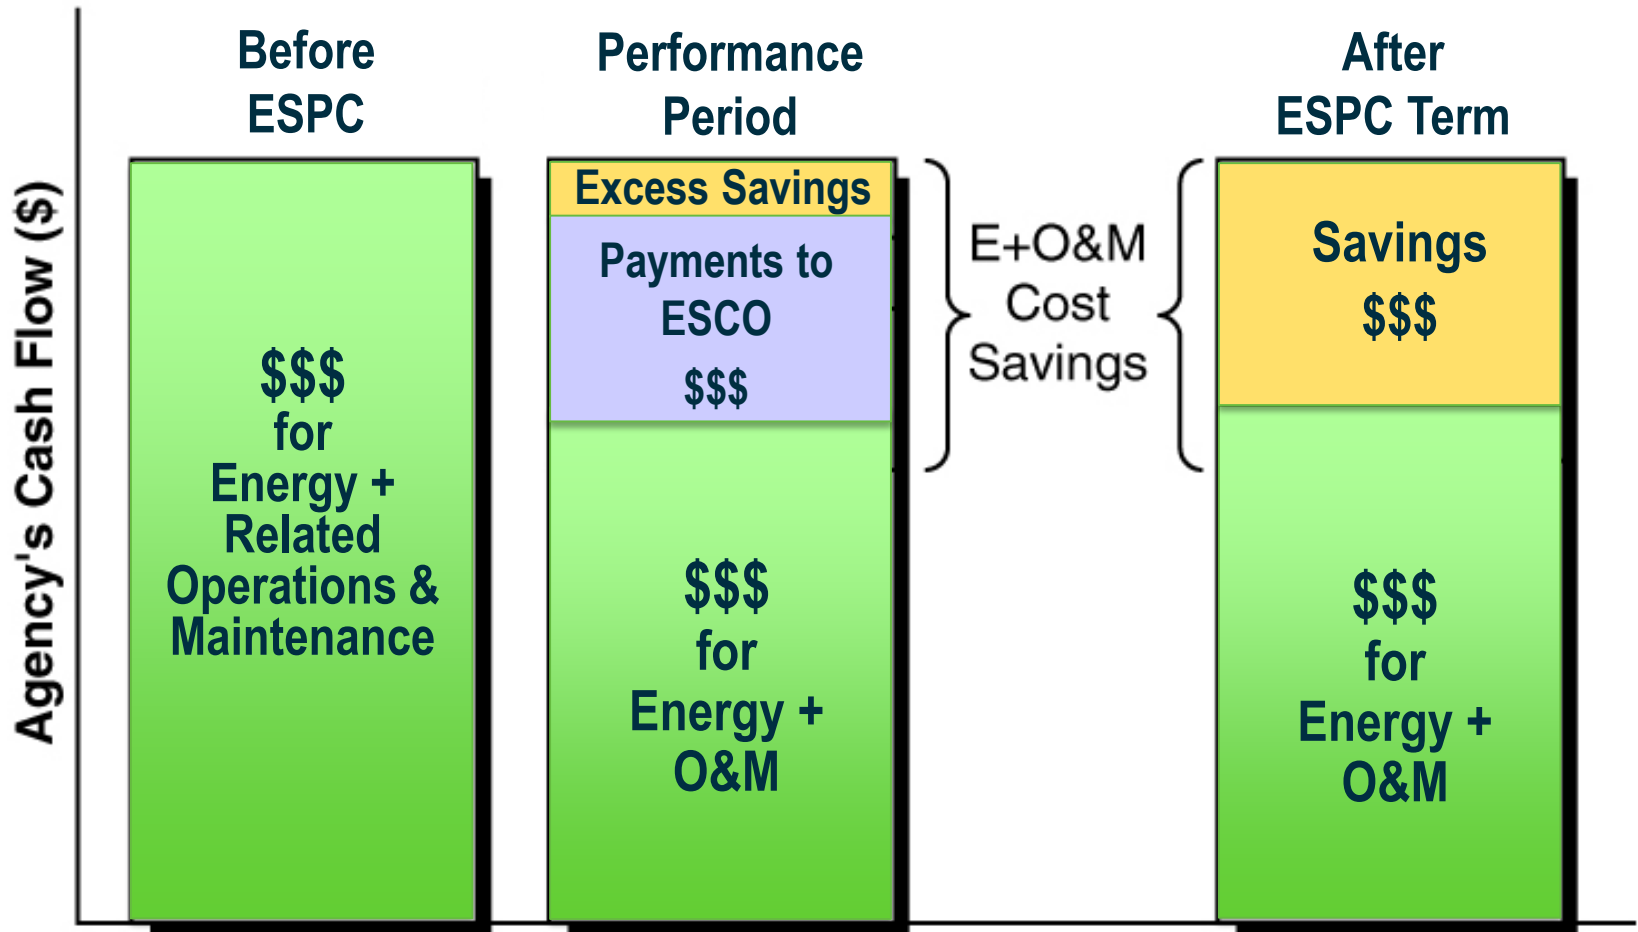 Agency's Cash Flow ($)
Before
ESPC
$$$
for
Energy +
Related
Operations &
Maintenance
Performance
Period
Excess Savings
Payments to
ESCO
$$$
$$$
for
Energy +
O&M
E+O&M
Cost
Savings
After
ESPC Term
Savings
$$$
$$$
for
Energy +
O&M